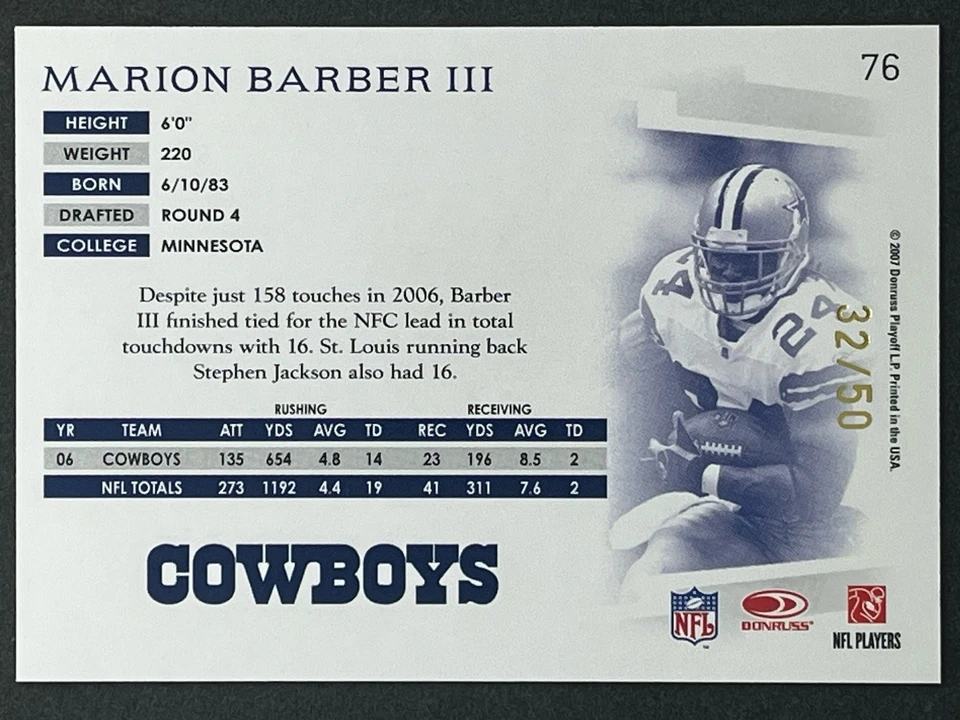 76
MARION BARBER III
HEIGHT 6'0"
WEIGHT 220
BORN 6/10/83
DRAFTED ROUND 4
COLLEGE MINNESOTA
Despite just 158 touches in 2006, Barber
III finished tied for the NFC lead in total
touchdowns with 16. St. Louis running back
Stephen Jackson also had 16.
RUSHING RECEIVING
YR TEAM ATT YDS AVG TD REC YDS AVG TD
06 COWBOYS 135 654 4.8 14 23 196 8.5 2
NFL TOTALS 273 1192 4.4 19 41 311 7.6 2
COWBOYS
24
24
32/50
© 2007 Donruss Playoff L.P. Printed in the USA.
NFL
DONRUSS®
NFL PLAYERS